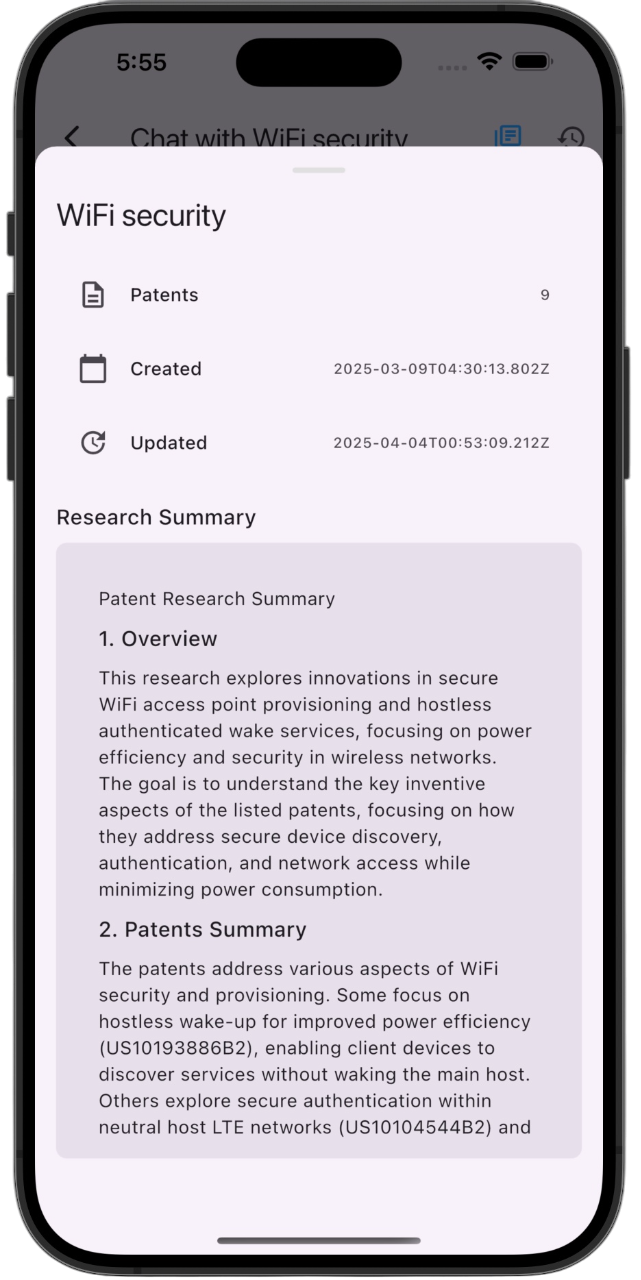 5:55
Chat with WiFi security
WiFi security
Patents 9
Created 2025-03-09T04:30:13.802Z
Updated 2025-04-04T00:53:09.212Z
Research Summary
Patent Research Summary
1. Overview
This research explores innovations in secure
WiFi access point provisioning and hostless
authenticated wake services, focusing on power
efficiency and security in wireless networks.
The goal is to understand the key inventive
aspects of the listed patents, focusing on how
they address secure device discovery,
authentication, and network access while
minimizing power consumption.
2. Patents Summary
The patents address various aspects of WiFi
security and provisioning. Some focus on
hostless wake-up for improved power efficiency
(US10193886B2), enabling client devices to
discover services without waking the main host.
Others explore secure authentication within
neutral host LTE networks (US10104544B2) and